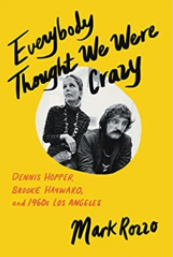 Everybody
Thought We Were
Crazy
DENNIS HOPPER,
BROOKE HAYWARD,
and 1960s LOS ANGELES
Mark Rozzo